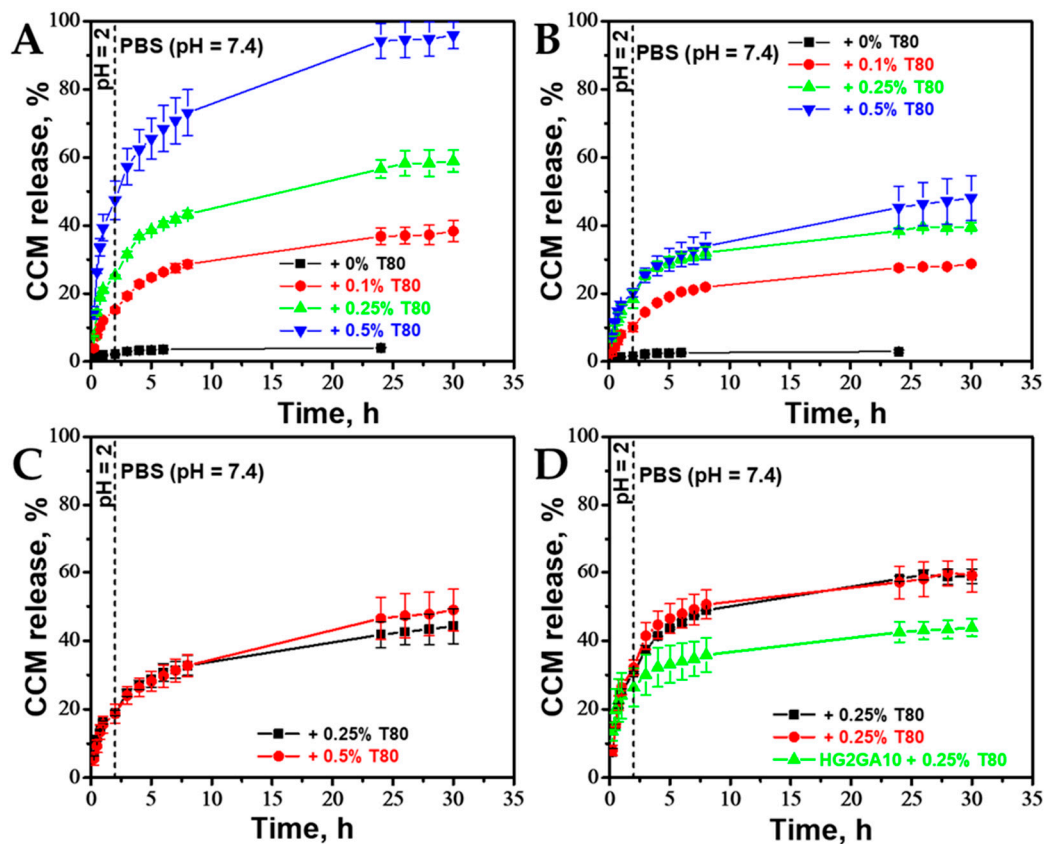 A
pH = 2
PBS (pH = 7.4)
CCM release, %
100
80
60
40
20
0
+ 0% T80
+ 0.1% T80
+ 0.25% T80
+ 0.5% T80
0 5 10 15 20 25 30 35
Time, h
B
pH = 2
PBS (pH = 7.4)
CCM release, %
100
80
60
40
20
0
+ 0% T80
+ 0.1% T80
+ 0.25% T80
+ 0.5% T80
0 5 10 15 20 25 30 35
Time, h
C
pH = 2
PBS (pH = 7.4)
CCM release, %
100
80
60
40
20
0
+ 0.25% T80
+ 0.5% T80
0 5 10 15 20 25 30 35
Time, h
D
pH = 2
PBS (pH = 7.4)
CCM release, %
100
80
60
40
20
0
+ 0.25% T80
+ 0.25% T80
HG2GA10 + 0.25% T80
0 5 10 15 20 25 30 35
Time, h